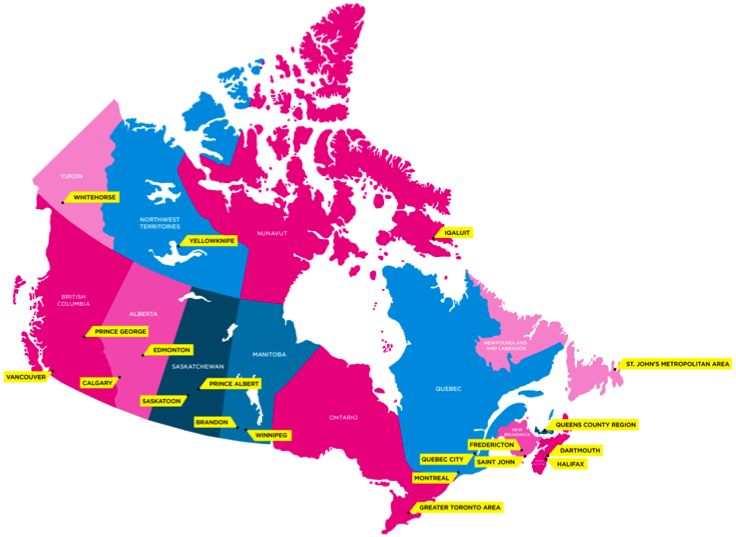 YUKON
WHITEHORSE
NORTHWEST
TERRITORIES
YELLOWKNIFE
NUNAVUT
IQALUIT
BRITISH
COLUMBIA
ALBERTA
PRINCE GEORGE
EDMONTON
VANCOUVER
CALGARY
SASKATCHEWAN
PRINCE ALBERT
SASKATOON
MANITOBA
BRANDON
WINNIPEG
ONTARIO
QUEBEC
NEWFOUNDLAND
AND LABRADOR
ST. JOHN'S METROPOLITAN AREA
QUEENS COUNTY REGION
NEW
BRUNSWICK
FREDERICTON
DARTMOUTH
QUEBEC CITY
SAINT JOHN
HALIFAX
MONTREAL
GREATER TORONTO AREA